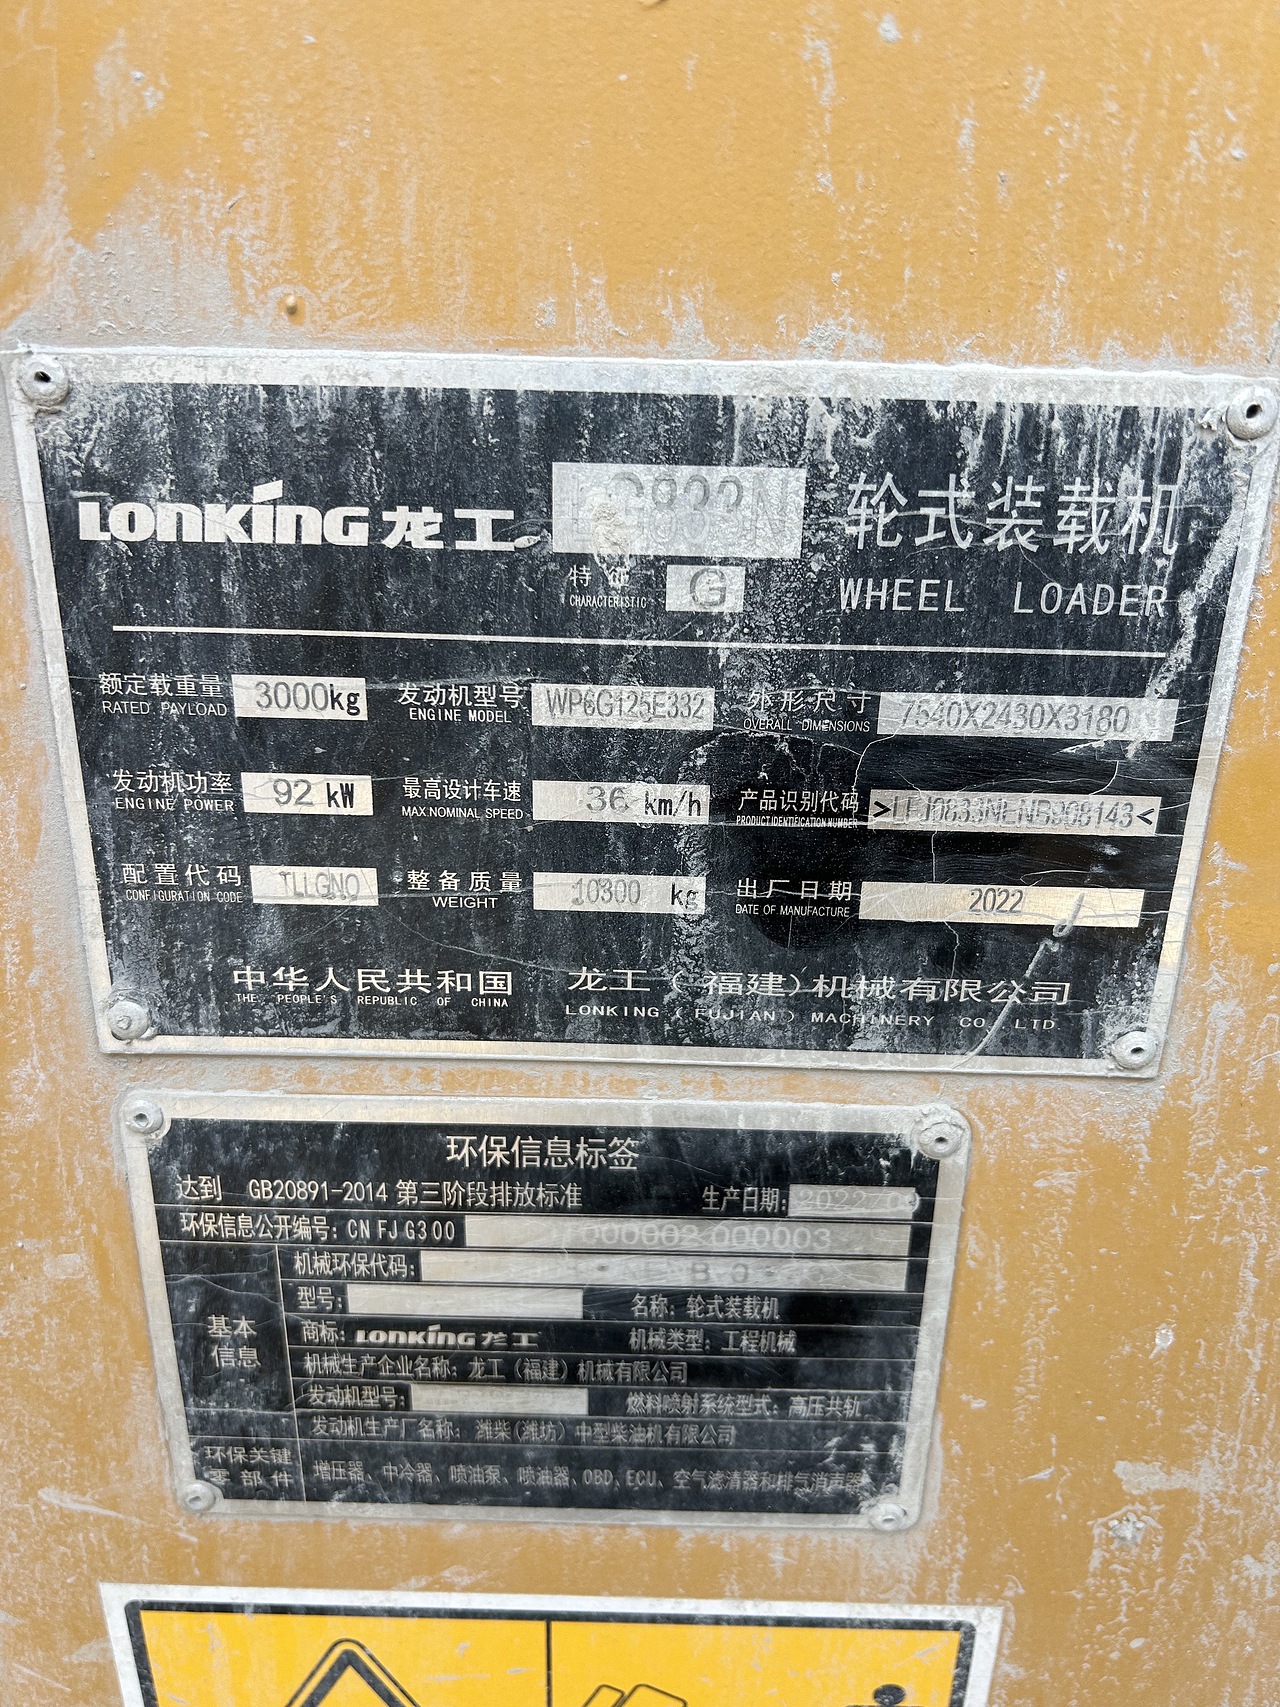 LONKING 龙工 LG833N 轮式装载机
特征 CHARACTERISTIC G WHEEL LOADER
额定载重量 RATED PAYLOAD 3000kg 发动机型号 ENGINE MODEL WP6G125E332 外形尺寸 OVERALL DIMENSIONS 7540X2430X3180
发动机功率 ENGINE POWER 92 kW 最高设计车速 MAX NOMINAL SPEED 36 km/h 产品识别代码 PRODUCT IDENTIFICATION NUMBER
配置代码 CONFIGURATION CODE 整备质量 WEIGHT 10300 kg 出厂日期 DATE OF MANUFACTURE 2022
中华人民共和国 龙工(福建)机械有限公司
THE PEOPLE'S REPUBLIC OF CHINA LONKING (FUJIAN) MACHINERY CO LTD
环保信息标签
达到 GB20891-2014 第三阶段排放标准 生产日期:
环保信息公开编号: CN FJ G300 000002 000003
基本信息
机械环保代码:
型号: 名称: 轮式装载机
商标: LONKING 龙工 机械类型: 工程机械
机械生产企业名称: 龙工(福建)机械有限公司
发动机型号: 燃料喷射系统型式: 高压共轨
发动机生产厂名称: 潍柴(潍坊)中型柴油机有限公司
环保关键零部件 增压器、中冷器、喷油泵、喷油器、OBD、ECU、空气滤清器和排气消声器